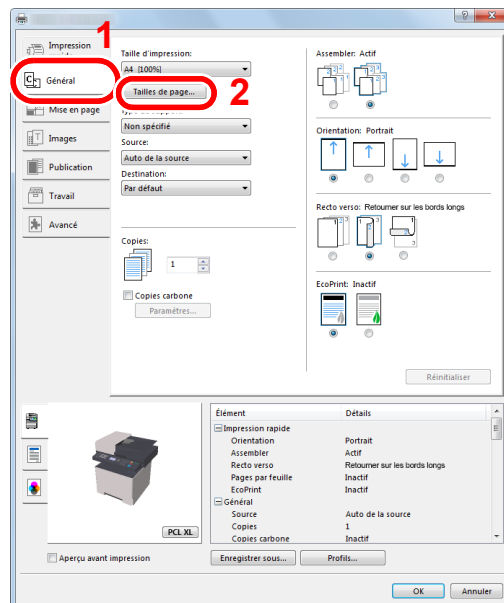 1
Impression
Général
Mise en page
Images
Publication
Travail
Avancé
Taille d'impression:
A4 [100%]
Tailles de page...
2
Non spécifié
Source:
Auto de la source
Destination:
Par défaut
Copies:
1
Copies carbone
Paramètres...
Assembler: Actif
Orientation: Portrait
Recto verso: Retourner sur les bords longs
EcoPrint: Inactif
Réinitialiser
PCL XL
Aperçu avant impression
Élément Détails
Impression rapide
Orientation Portrait
Assembler Actif
Recto verso Retourner sur les bords longs
Pages par feuille Inactif
EcoPrint Inactif
Général
Source Auto de la source
Copies 1
Copies carbone Inactif
Enregistrer sous... Profils...
OK Annuler